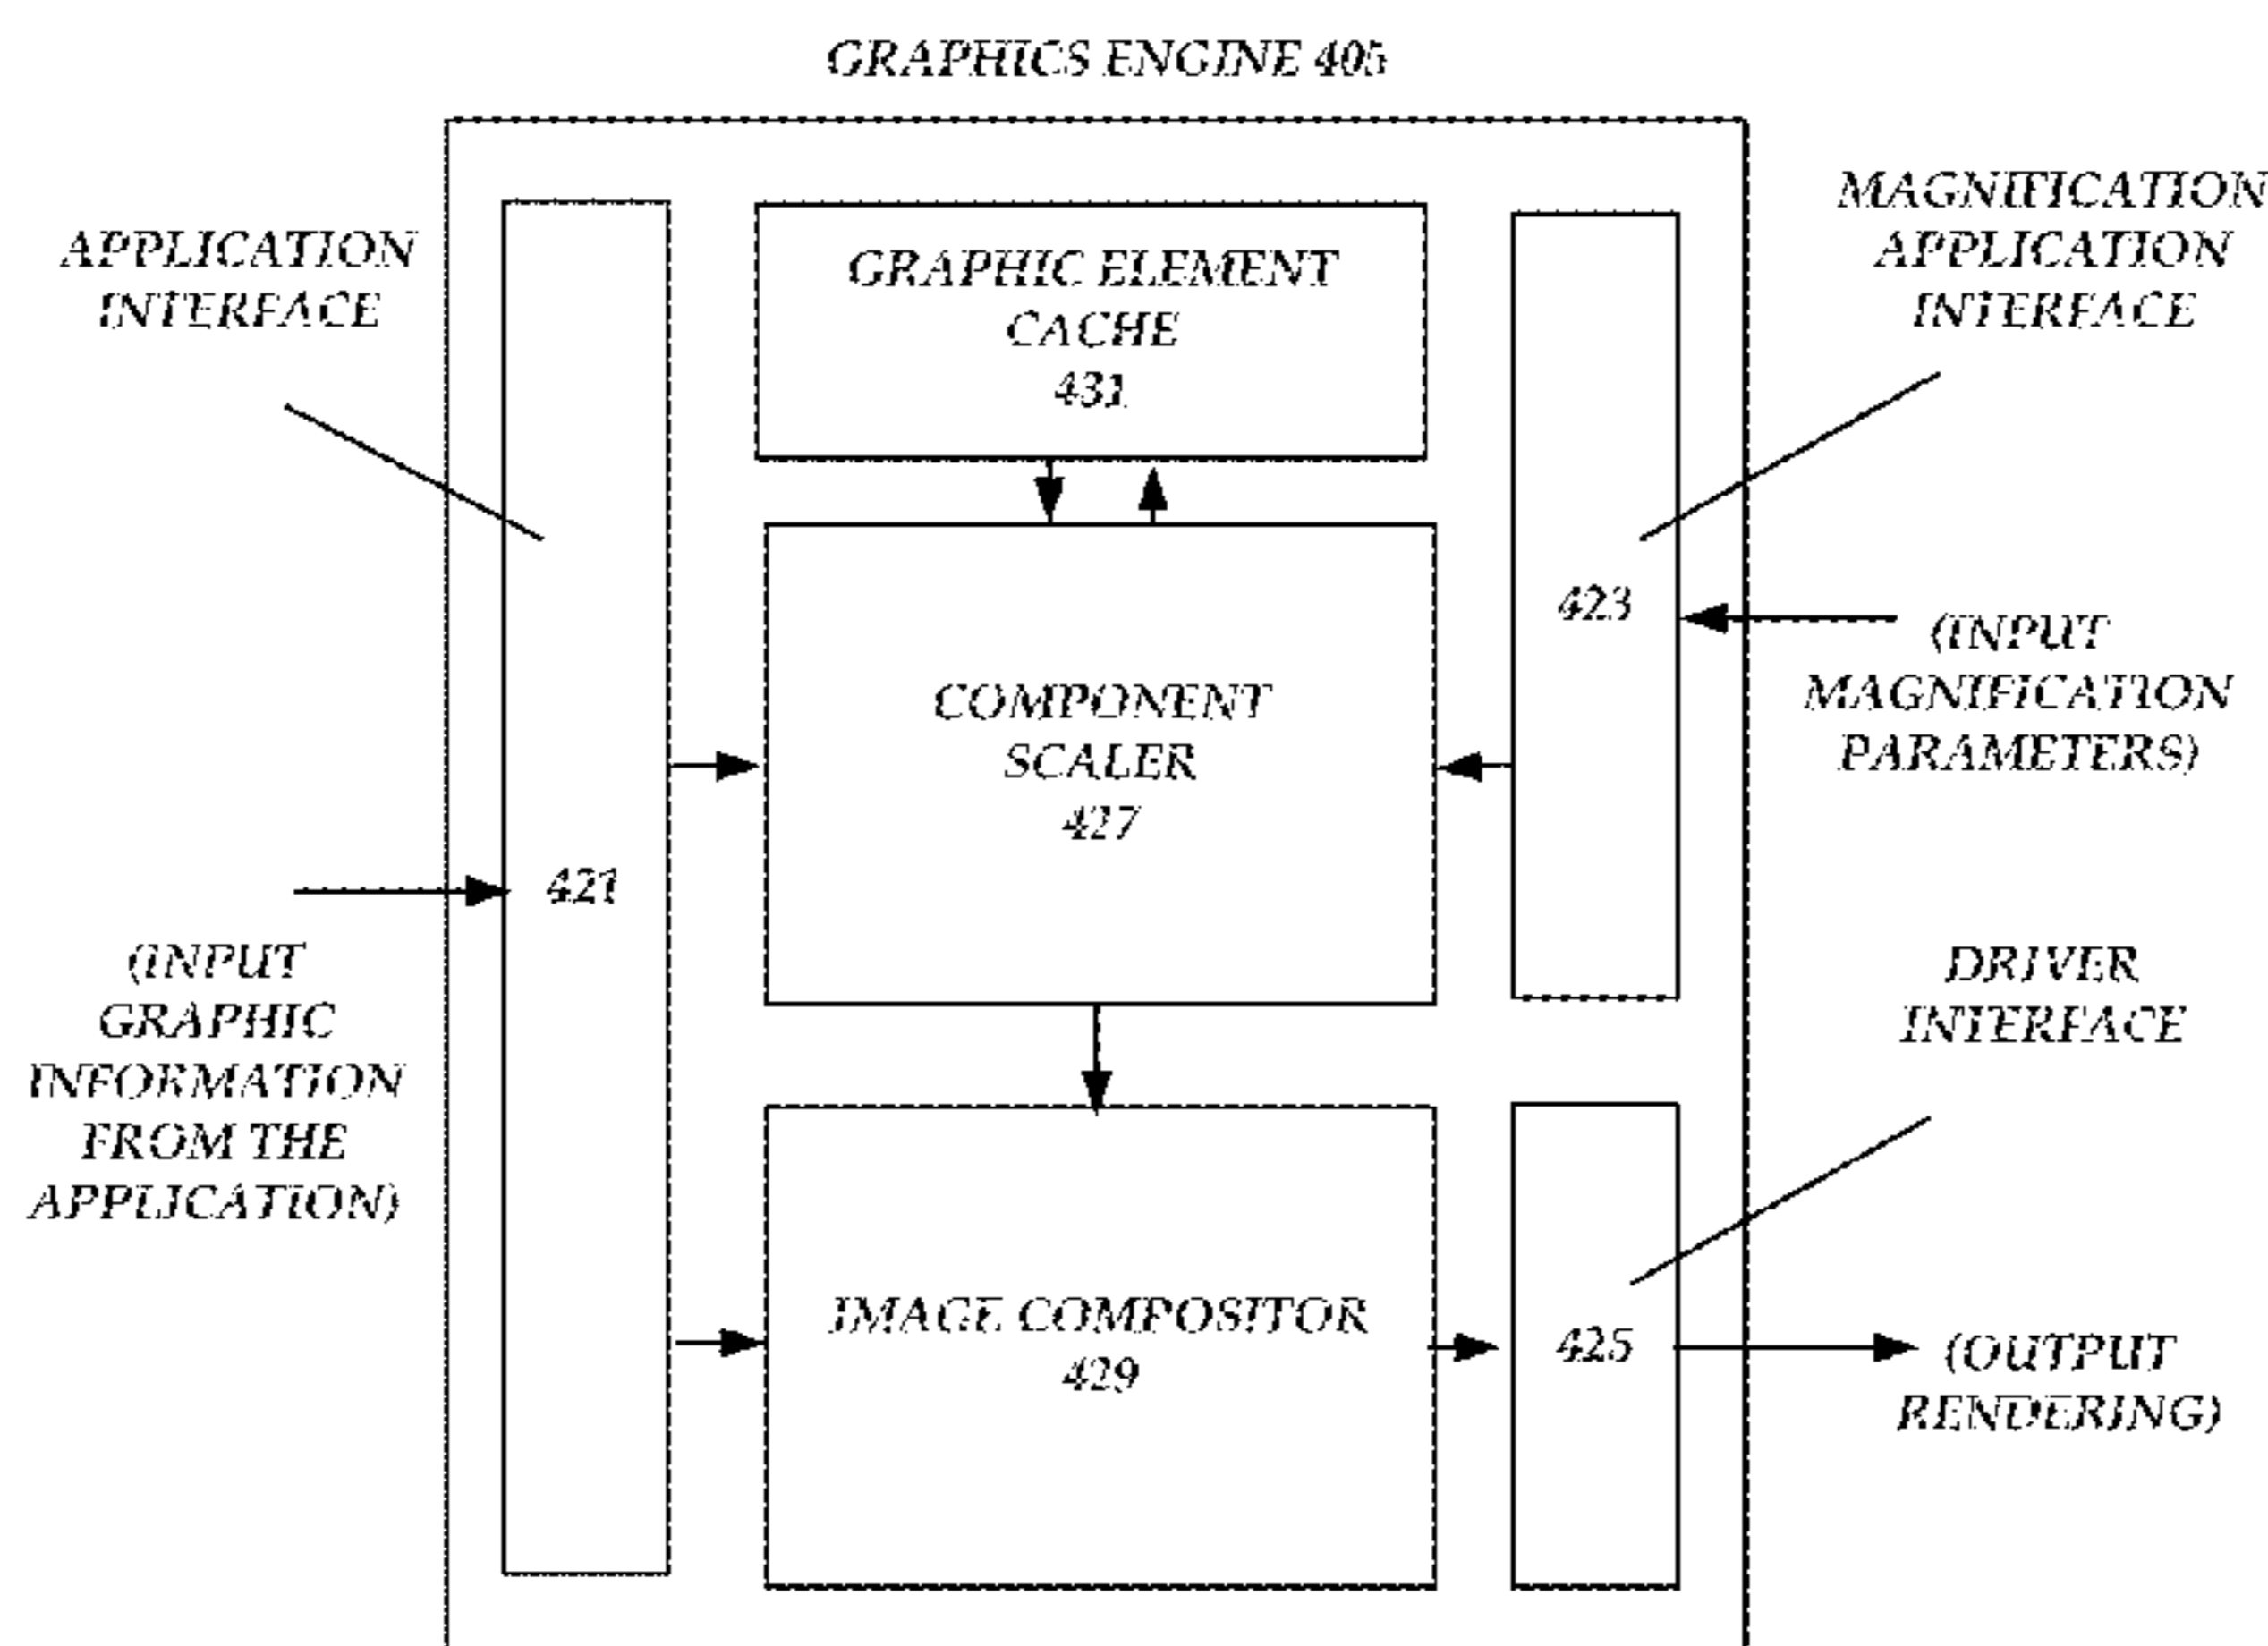 GRAPHICS ENGINE 405
APPLICATION
INTERFACE
GRAPHIC ELEMENT
CACHE
431
MAGNIFICATION
APPLICATION
INTERFACE
423
(INPUT
MAGNIFICATION
PARAMETERS)
COMPONENT
SCALER
427
421
(INPUT
GRAPHIC
INFORMATION
FROM THE
APPLICATION)
DRIVER
INTERFACE
IMAGE COMPOSITOR
429
425
(OUTPUT
RENDERING)